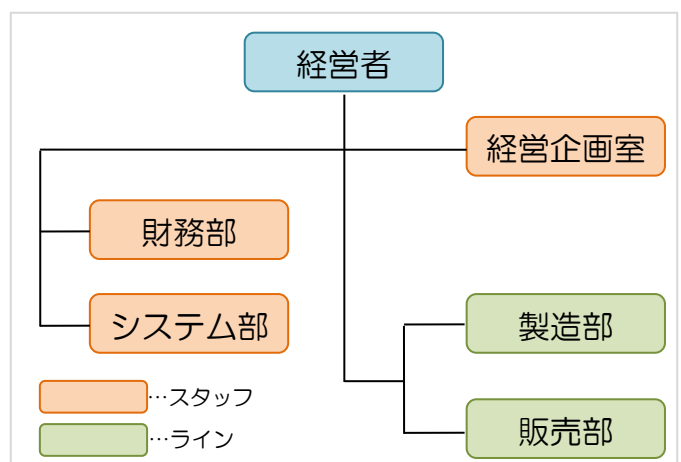 経営者
経営企画室
財務部
システム部
製造部
販売部
…スタッフ
…ライン